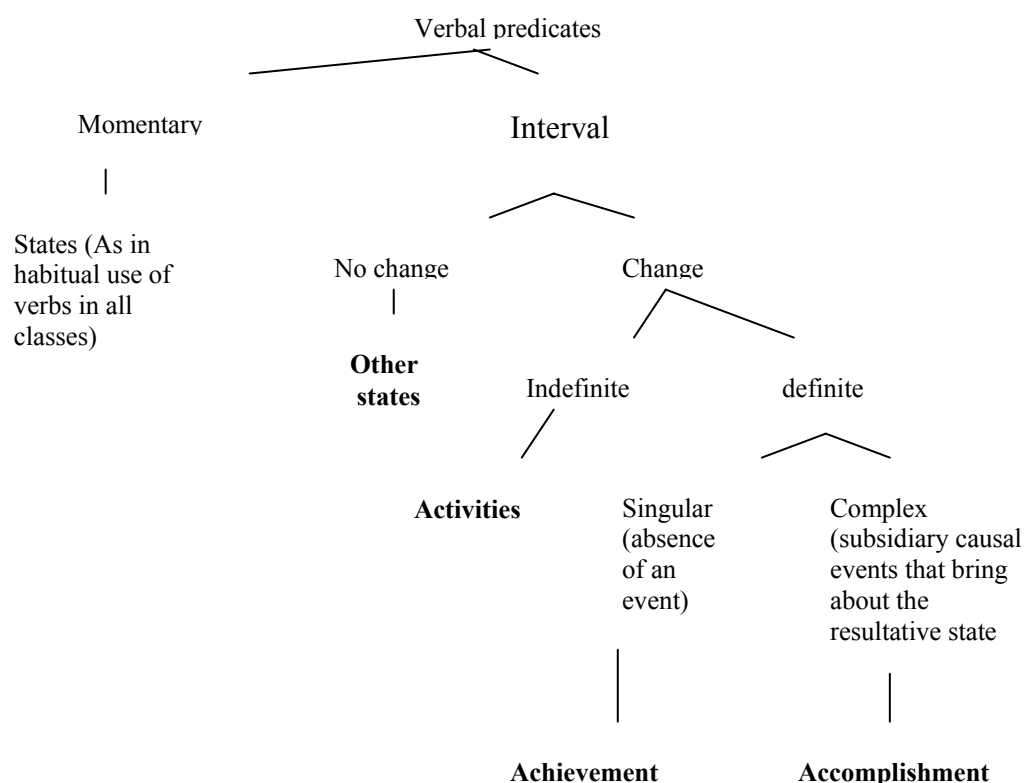 Verbal predicates
Momentary
Interval
States (As in
habitual use of
verbs in all
classes)
No change
Change
Other
states
Indefinite
definite
Activities
Singular
(absence
of an
event)
Complex
(subsidiary causal
events that bring
about the
resultative state
Achievement
Accomplishment